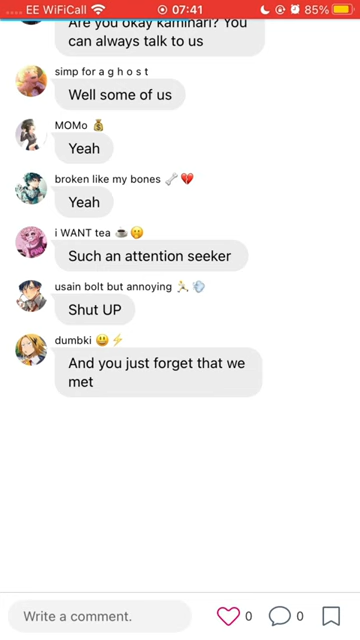 EE WiFiCall 07:41 85%
Are you okay kaminari? You
can always talk to us
simp for a g h o s t
Well some of us
MOMo 💰
Yeah
broken like my bones 🦴💔
Yeah
i WANT tea ☕🤫
Such an attention seeker
usain bolt but annoying 🏃💨
Shut UP
dumbki 😃⚡
And you just forget that we
met
Write a comment. 0 0